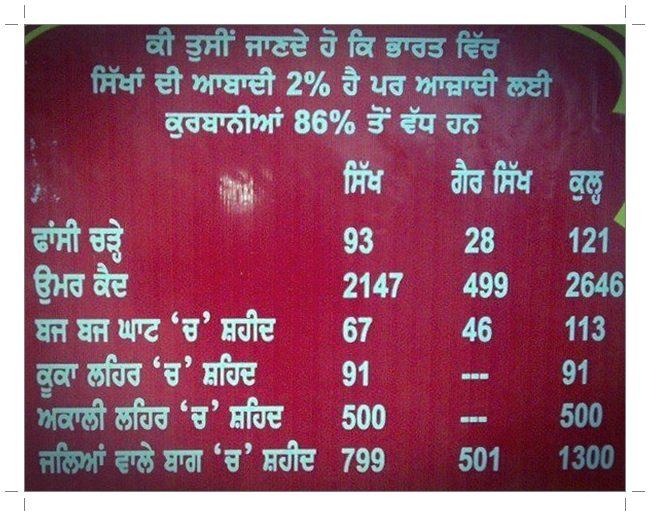 ਕੀ ਤੁਸੀਂ ਜਾਣਦੇ ਹੋ ਕਿ ਭਾਰਤ ਵਿੱਚ
ਸਿੱਖਾਂ ਦੀ ਆਬਾਦੀ 2% ਹੈ ਪਰ ਆਜ਼ਾਦੀ ਲਈ
ਕੁਰਬਾਨੀਆਂ 86% ਤੋਂ ਵੱਧ ਹਨ
ਸਿੱਖ ਗੈਰ ਸਿੱਖ ਕੁਲ੍ਹ
ਫਾਂਸੀ ਚੜ੍ਹੇ 93 28 121
ਉਮਰ ਕੈਦ 2147 499 2646
ਬਜ ਬਜ ਘਾਟ ‘ਚ’ ਸ਼ਹੀਦ 67 46 113
ਕੂਕਾ ਲਹਿਰ ‘ਚ’ ਸ਼ਹਿਦ 91 --- 91
ਅਕਾਲੀ ਲਹਿਰ ‘ਚ’ ਸ਼ਹਿਦ 500 --- 500
ਜਲਿਆਂ ਵਾਲੇ ਬਾਗ ‘ਚ’ ਸ਼ਹੀਦ 799 501 1300